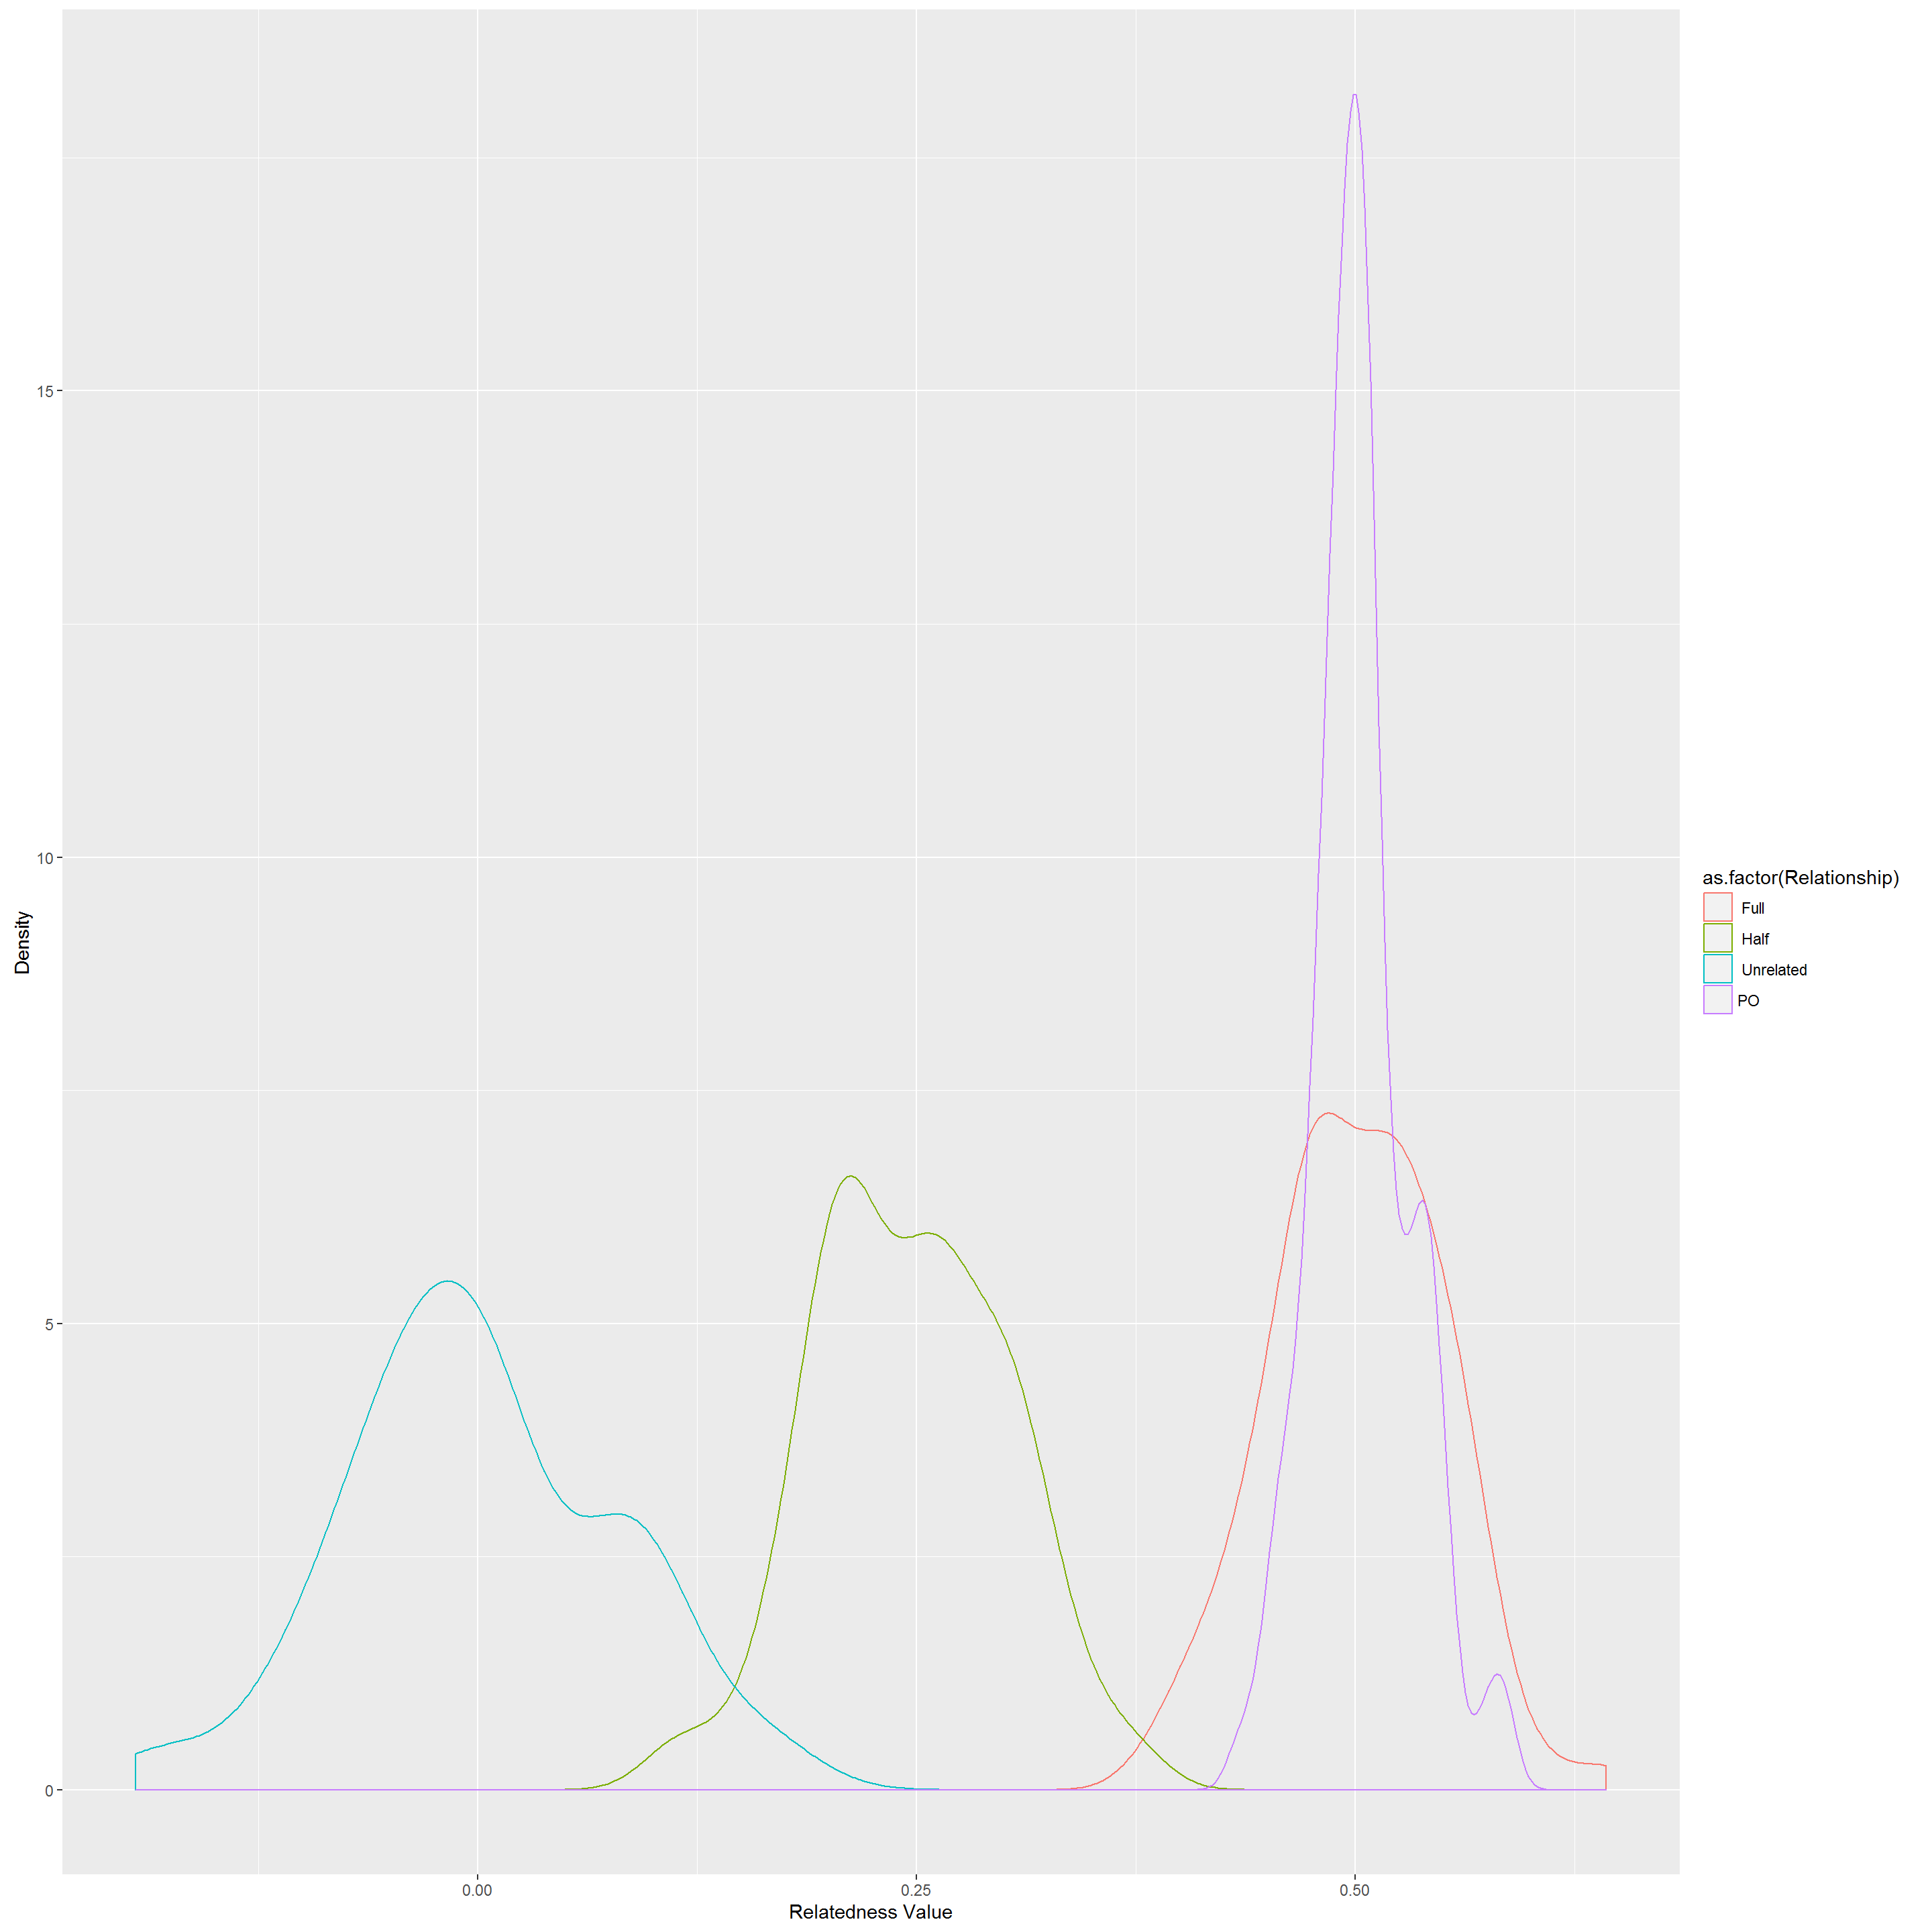 15
10
5
0
Density
0.00
0.25
0.50
Relatedness Value
as.factor(Relationship)
Full
Half
Unrelated
PO